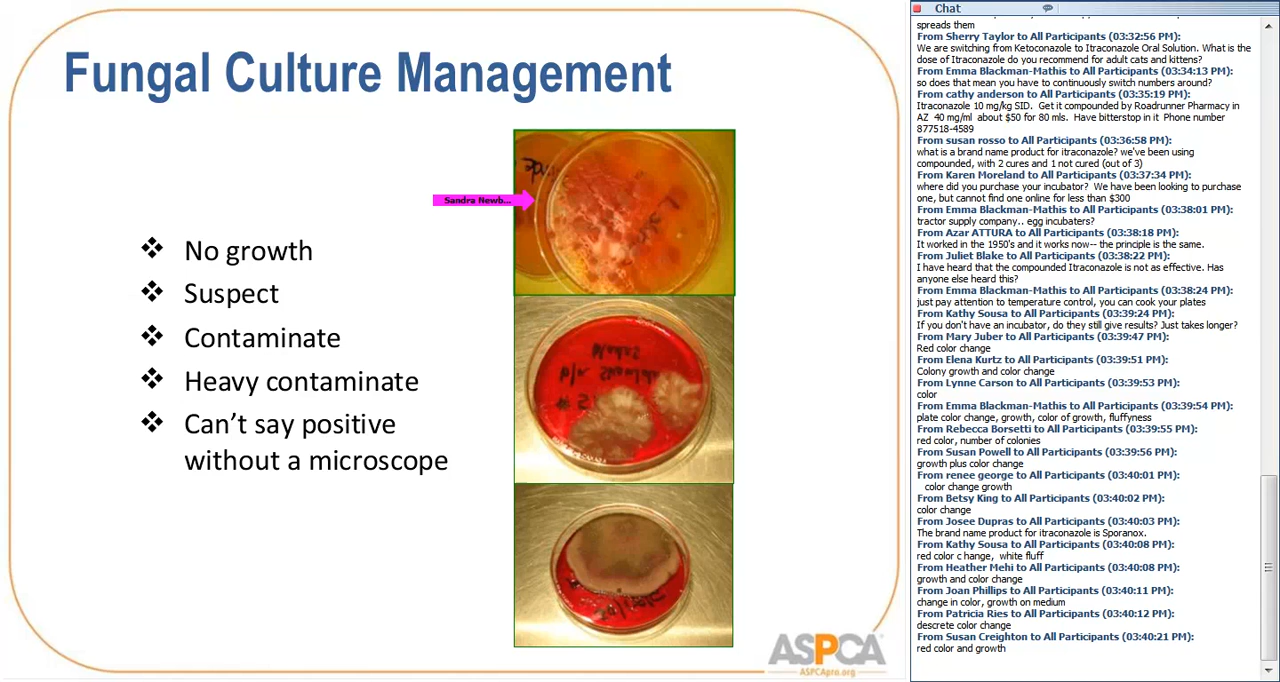 Fungal Culture Management
Sandra Newb...
❖ No growth
❖ Suspect
❖ Contaminate
❖ Heavy contaminate
❖ Can't say positive
without a microscope
ASPCA
ASPCApro.org
Chat
spreads them
From Sherry Taylor to All Participants (03:32:56 PM):
We are switching from Ketoconazole to Itraconazole Oral Solution. What is the
dose of Itraconazole do you recommend for adult cats and kittens?
From Emma Blackman-Mathis to All Participants (03:34:13 PM):
so does that mean you have to continuously switch numbers around?
From cathy anderson to All Participants (03:35:19 PM):
Itraconazole 10 mg/kg SID. Get it compounded by Roadrunner Pharmacy in
AZ 40 mg/ml about $50 for 80 mls. Have bitterstop in it Phone number
877518-4589
From susan rosso to All Participants (03:36:58 PM):
what is a brand name product for itraconazole? we've been using
compounded, with 2 cures and 1 not cured (out of 3)
From Karen Moreland to All Participants (03:37:34 PM):
where did you purchase your incubator? We have been looking to purchase
one, but cannot find one online for less than $300
From Emma Blackman-Mathis to All Participants (03:38:01 PM):
tractor supply company.. egg incubaters?
From Azar ATTURA to All Participants (03:38:18 PM):
It worked in the 1950's and it works now-- the principle is the same.
From Juliet Blake to All Participants (03:38:22 PM):
I have heard that the compounded Itraconazole is not as effective. Has
anyone else heard this?
From Emma Blackman-Mathis to All Participants (03:38:24 PM):
just pay attention to temperature control, you can cook your plates
From Kathy Sousa to All Participants (03:39:24 PM):
If you don't have an incubator, do they still give results? Just takes longer?
From Mary Juber to All Participants (03:39:47 PM):
Red color change
From Elena Kurtz to All Participants (03:39:51 PM):
Colony growth and color change
From Lynne Carson to All Participants (03:39:53 PM):
color
From Emma Blackman-Mathis to All Participants (03:39:54 PM):
plate color change, growth, color of growth, fluffyness
From Rebecca Borsetti to All Participants (03:39:55 PM):
red color, number of colonies
From Susan Powell to All Participants (03:39:56 PM):
growth plus color change
From renee george to All Participants (03:40:01 PM):
color change growth
From Betsy King to All Participants (03:40:02 PM):
color change
From Josee Dupras to All Participants (03:40:03 PM):
The brand name product for itraconazole is Sporanox.
From Kathy Sousa to All Participants (03:40:08 PM):
red color c hange, white fluff
From Heather Mehi to All Participants (03:40:08 PM):
growth and color change
From Joan Phillips to All Participants (03:40:11 PM):
change in color, growth on medium
From Patricia Ries to All Participants (03:40:12 PM):
descrete color change
From Susan Creighton to All Participants (03:40:21 PM):
red color and growth